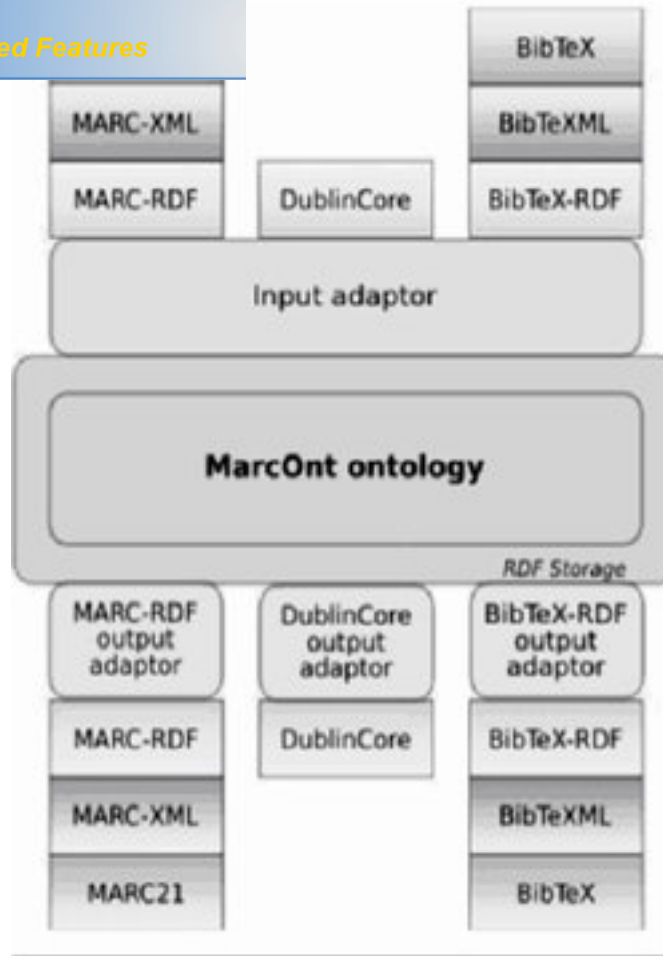 ed Features
BibTeX
MARC-XML
BibTeXML
MARC-RDF
DublinCore
BibTeX-RDF
Input adaptor
MarcOnt ontology
RDF Storage
MARC-RDF
output
adaptor
DublinCore
output
adaptor
BibTeX-RDF
output
adaptor
MARC-RDF
DublinCore
BibTeX-RDF
MARC-XML
BibTeXML
MARC21
BibTeX